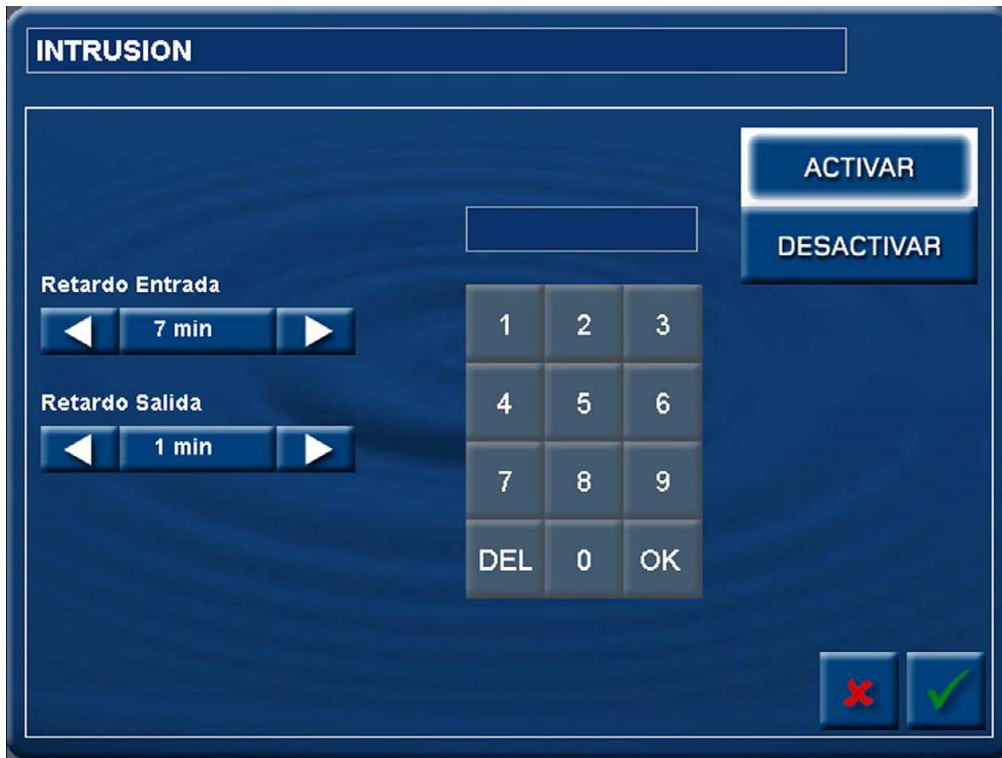 INTRUSION
ACTIVAR
DESACTIVAR
Retardo Entrada
7 min
Retardo Salida
1 min
1 2 3
4 5 6
7 8 9
DEL 0 OK